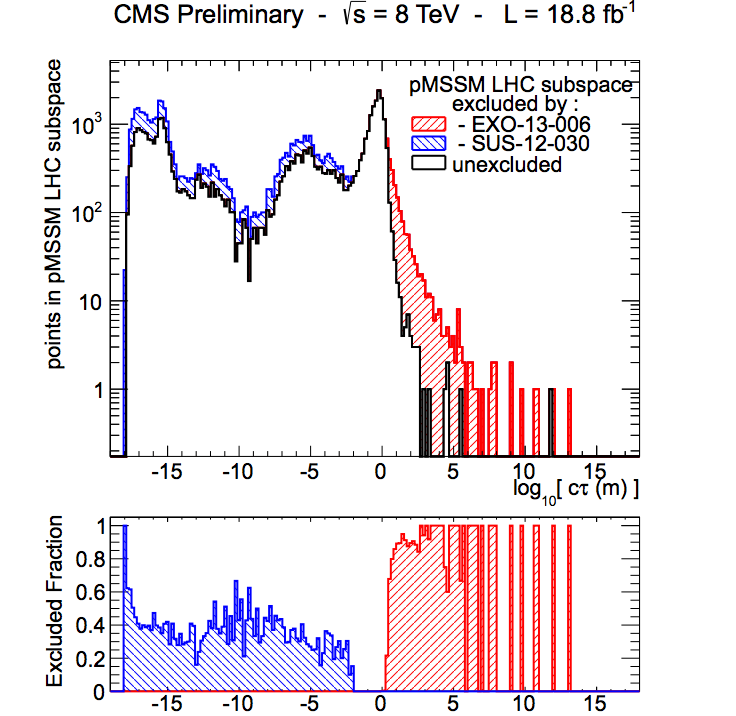 CMS Preliminary - √s = 8 TeV - L = 18.8 fb⁻¹
points in pMSSM LHC subspace
10³
10²
10
1
pMSSM LHC subspace
excluded by :
- EXO-13-006
- SUS-12-030
unexcluded
-15 -10 -5 0 5 10 15
log₁₀[ cτ (m) ]
Excluded Fraction
1
0.8
0.6
0.4
0.2
0
-15 -10 -5 0 5 10 15